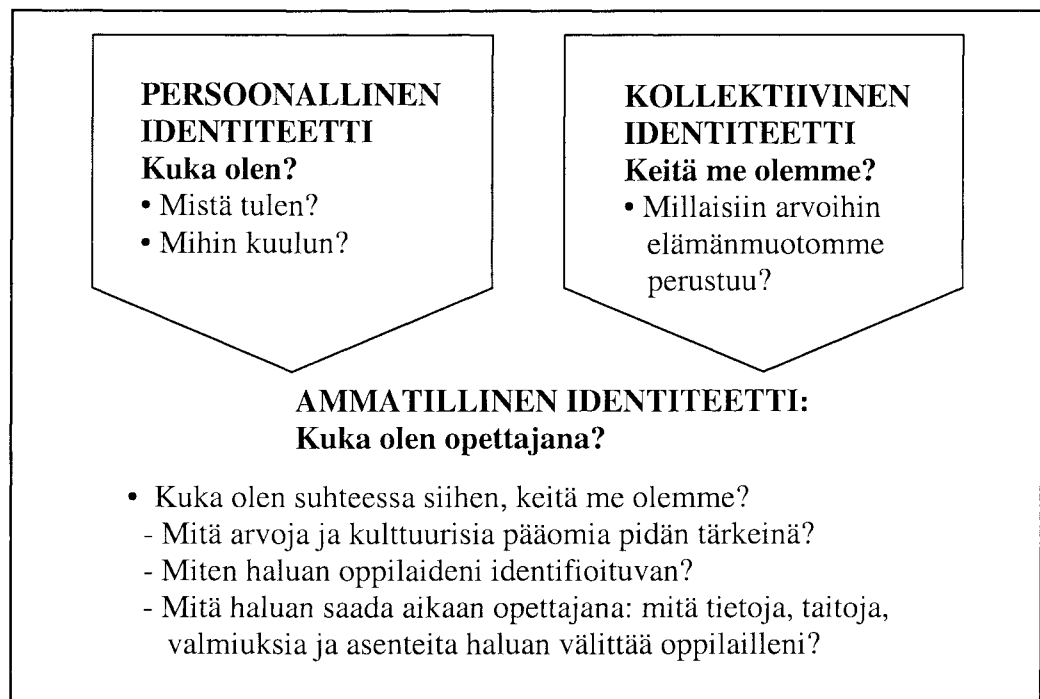 PERSOONALLINEN
IDENTITEETTI
Kuka olen?
• Mistä tulen?
• Mihin kuulun?
KOLLEKTIIVINEN
IDENTITEETTI
Keitä me olemme?
• Millaisiin arvoihin
elämänmuotomme
perustuu?
AMMATILLINEN IDENTITEETTI:
Kuka olen opettajana?
• Kuka olen suhteessa siihen, keitä me olemme?
- Mitä arvoja ja kulttuurisia pääomia pidän tärkeinä?
- Miten haluan oppilaideni identifioituvan?
- Mitä haluan saada aikaan opettajana: mitä tietoja, taitoja,
valmiuksia ja asenteita haluan välittää oppilailleni?